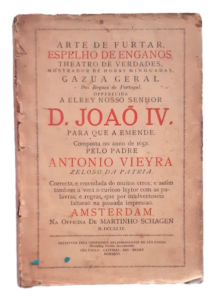 ARTE DE FURTAR,
ESPELHO DE ENGANOS,
THEATRO DE VERDADES,
MOSTRADOR DE HORAS MINGUADAS,
GAZUA GERAL
Dos Reynos de Portugal.
OFFERECIDA
A ELREY NOSSO SENHOR
D. JOAÕ IV.
PARA QUE A EMENDE.
Composta no anno de 1652.
PELO PADRE
ANTONIO VIEYRA
ZELOSO DA PATRIA.
Correcta, e emendada de muitos erros; e assim
tambem a verá o curioso leytor com as pa-
lavras, e regras, que por inadvertencia
faltaraõ na passada impressaõ.
AMSTERDAM,
NA OFFICINA DE MARTINHO SCHAGEN